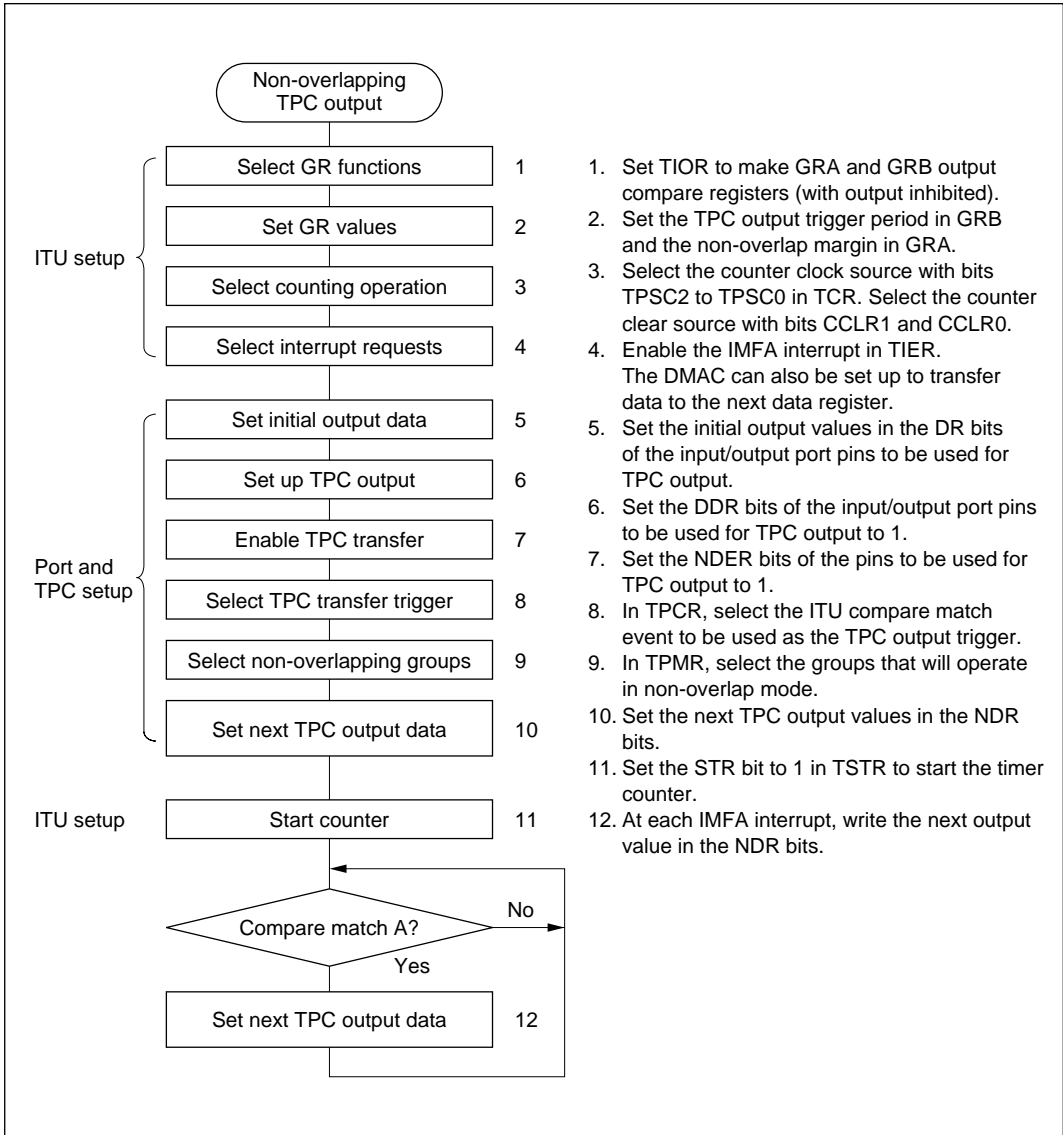 Non-overlapping
TPC output
ITU setup
Select GR functions 1
Set GR values 2
Select counting operation 3
Select interrupt requests 4
Port and
TPC setup
Set initial output data 5
Set up TPC output 6
Enable TPC transfer 7
Select TPC transfer trigger 8
Select non-overlapping groups 9
Set next TPC output data 10
ITU setup
Start counter 11
Compare match A?
No
Yes
Set next TPC output data 12
1. Set TIOR to make GRA and GRB output
compare registers (with output inhibited).
2. Set the TPC output trigger period in GRB
and the non-overlap margin in GRA.
3. Select the counter clock source with bits
TPSC2 to TPSC0 in TCR. Select the counter
clear source with bits CCLR1 and CCLR0.
4. Enable the IMFA interrupt in TIER.
The DMAC can also be set up to transfer
data to the next data register.
5. Set the initial output values in the DR bits
of the input/output port pins to be used for
TPC output.
6. Set the DDR bits of the input/output port pins
to be used for TPC output to 1.
7. Set the NDER bits of the pins to be used for
TPC output to 1.
8. In TPCR, select the ITU compare match
event to be used as the TPC output trigger.
9. In TPMR, select the groups that will operate
in non-overlap mode.
10. Set the next TPC output values in the NDR
bits.
11. Set the STR bit to 1 in TSTR to start the timer
counter.
12. At each IMFA interrupt, write the next output
value in the NDR bits.